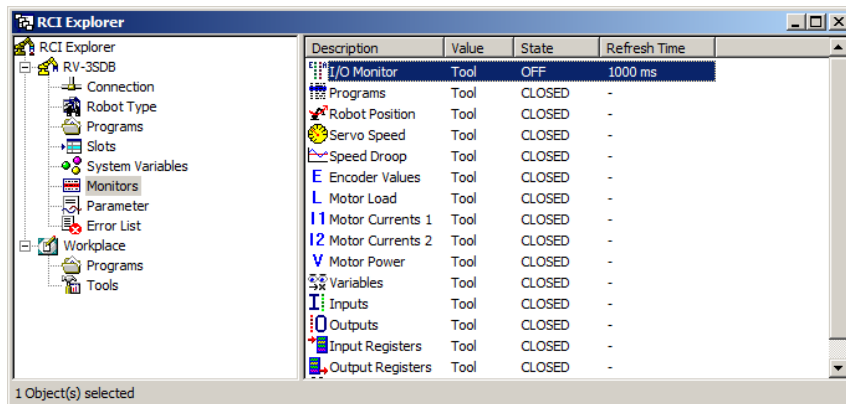 RCI Explorer
RCI Explorer
RV-3SDB
Connection
Robot Type
Programs
Slots
System Variables
Monitors
Parameter
Error List
Workplace
Programs
Tools
Description Value State Refresh Time
I/O Monitor Tool OFF 1000 ms
Programs Tool CLOSED -
Robot Position Tool CLOSED -
Servo Speed Tool CLOSED -
Speed Droop Tool CLOSED -
E Encoder Values Tool CLOSED -
L Motor Load Tool CLOSED -
I1 Motor Currents 1 Tool CLOSED -
I2 Motor Currents 2 Tool CLOSED -
V Motor Power Tool CLOSED -
Variables Tool CLOSED -
I Inputs Tool CLOSED -
O Outputs Tool CLOSED -
Input Registers Tool CLOSED -
Output Registers Tool CLOSED -
1 Object(s) selected